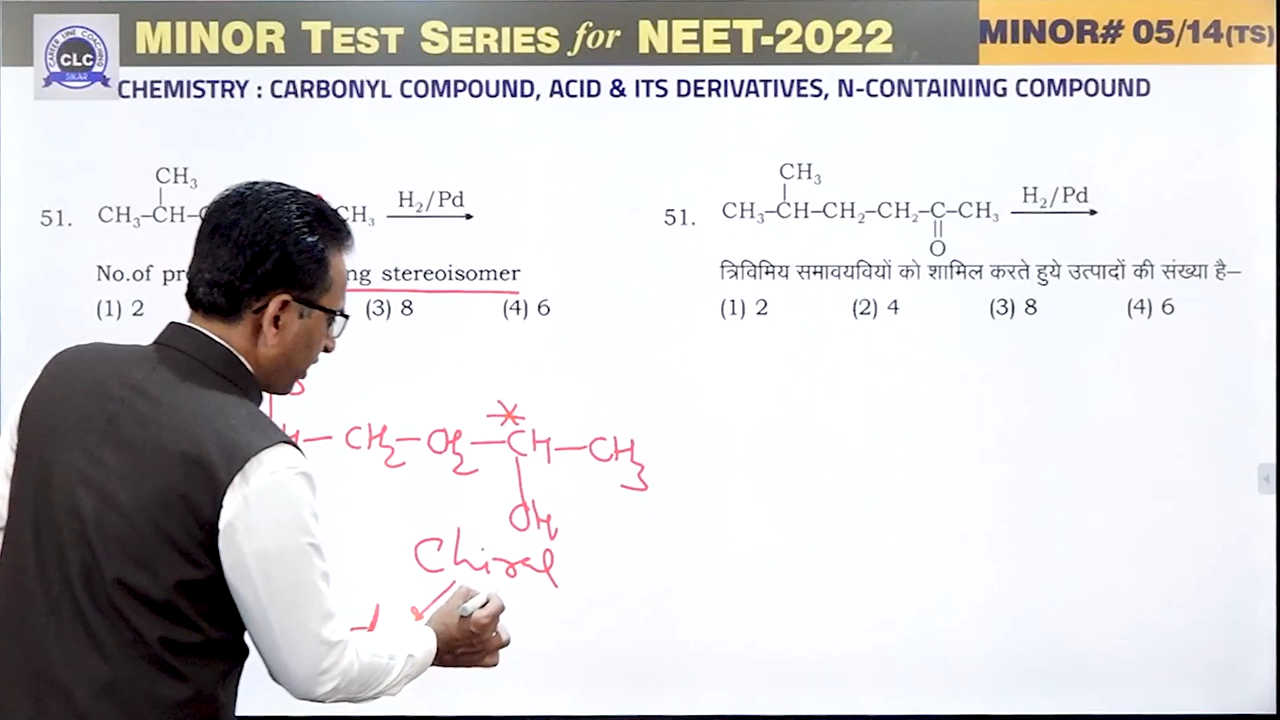 CAREER LINE COACHING
CLC
SIKAR
MINOR TEST SERIES for NEET-2022
MINOR# 05/14(TS)
CHEMISTRY : CARBONYL COMPOUND, ACID & ITS DERIVATIVES, N-CONTAINING COMPOUND
CH₃
51. CH₃–CH– CH₃ H₂/Pd
No.of ng stereoisomer
(1) 2 (3) 8 (4) 6
CH₂ – CH₂ – CH – CH₃
OH
Chiral
d
CH₃
51. CH₃–CH–CH₂–CH₂–C–CH₃ H₂/Pd
O
त्रिविमिय समावयवियों को शामिल करते हुये उत्पादों की संख्या है–
(1) 2 (2) 4 (3) 8 (4) 6